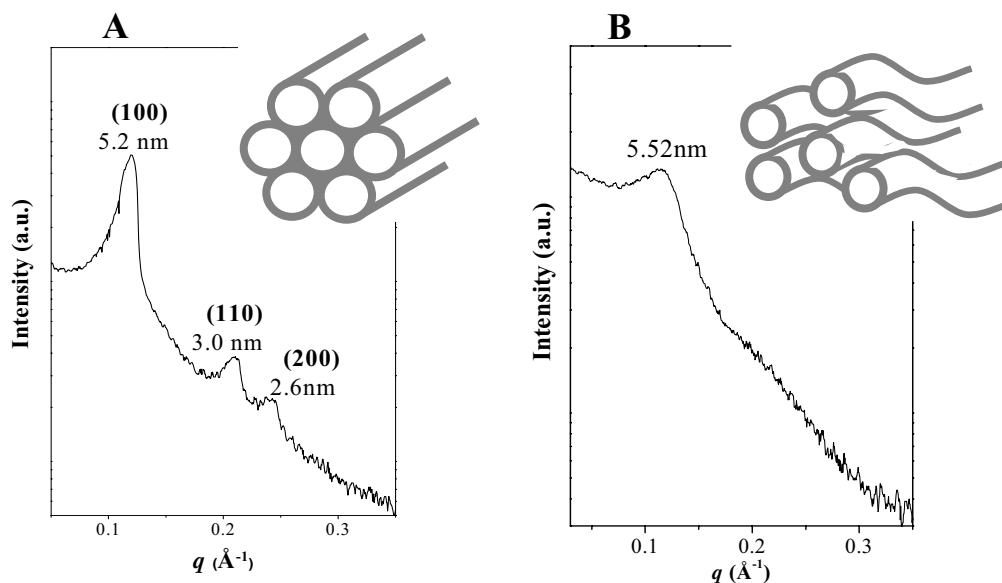 A
(100)
5.2 nm
(110)
3.0 nm
(200)
2.6nm
Intensity (a.u.)
0.1
0.2
0.3
q (Å⁻¹)
B
5.52nm
Intensity (a.u.)
0.1
0.2
0.3
q (Å⁻¹)